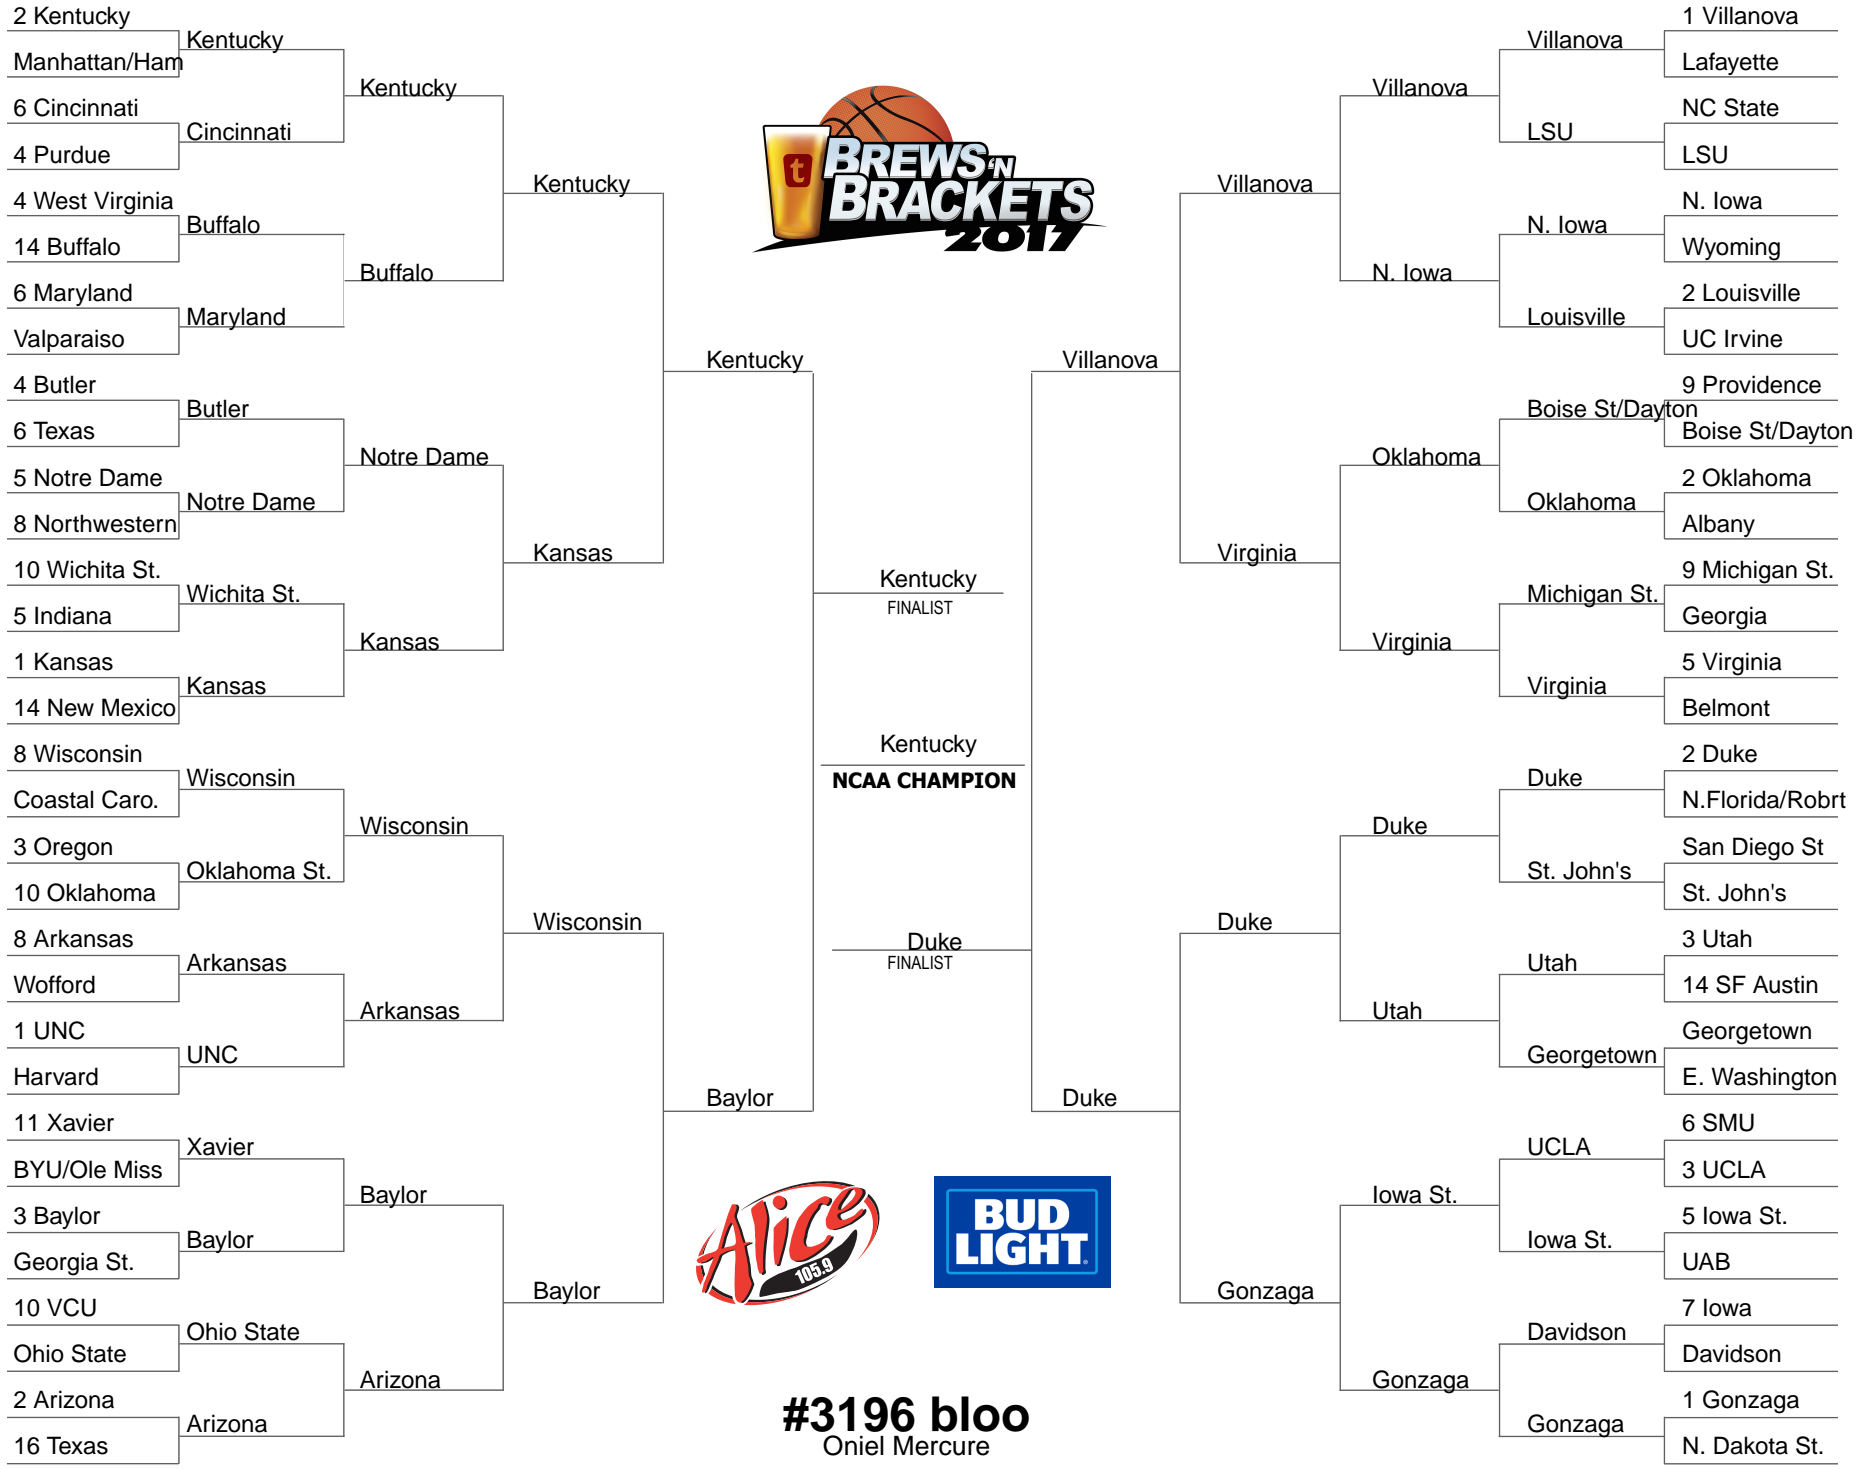 2 Kentucky
Manhattan/Ham
6 Cincinnati
4 Purdue
4 West Virginia
14 Buffalo
6 Maryland
Valparaiso
4 Butler
6 Texas
5 Notre Dame
8 Northwestern
10 Wichita St.
5 Indiana
1 Kansas
14 New Mexico
8 Wisconsin
Coastal Caro.
3 Oregon
10 Oklahoma
8 Arkansas
Wofford
1 UNC
Harvard
11 Xavier
BYU/Ole Miss
3 Baylor
Georgia St.
10 VCU
Ohio State
2 Arizona
16 Texas
Kentucky
Cincinnati
Buffalo
Maryland
Butler
Notre Dame
Wichita St.
Kansas
Wisconsin
Oklahoma St.
Arkansas
UNC
Xavier
Baylor
Ohio State
Arizona
Kentucky
Buffalo
Notre Dame
Kansas
Wisconsin
Arkansas
Baylor
Arizona
Kentucky
Kansas
Wisconsin
Baylor
Kentucky
Baylor
BREWS 'N
BRACKETS
2017
t
Kentucky
FINALIST
Kentucky
NCAA CHAMPION
Duke
FINALIST
Alice
105.9
BUD
LIGHT
#3196 bloo
Oniel Mercure
Villanova
Duke
Villanova
Virginia
Duke
Gonzaga
Villanova
N. Iowa
Oklahoma
Virginia
Duke
Utah
Iowa St.
Gonzaga
Villanova
LSU
N. Iowa
Louisville
Boise St/Dayton
Oklahoma
Michigan St.
Virginia
Duke
St. John's
Utah
Georgetown
UCLA
Iowa St.
Davidson
Gonzaga
1 Villanova
Lafayette
NC State
LSU
N. Iowa
Wyoming
2 Louisville
UC Irvine
9 Providence
Boise St/Dayton
2 Oklahoma
Albany
9 Michigan St.
Georgia
5 Virginia
Belmont
2 Duke
N.Florida/Robrt
San Diego St
St. John's
3 Utah
14 SF Austin
Georgetown
E. Washington
6 SMU
3 UCLA
5 Iowa St.
UAB
7 Iowa
Davidson
1 Gonzaga
N. Dakota St.